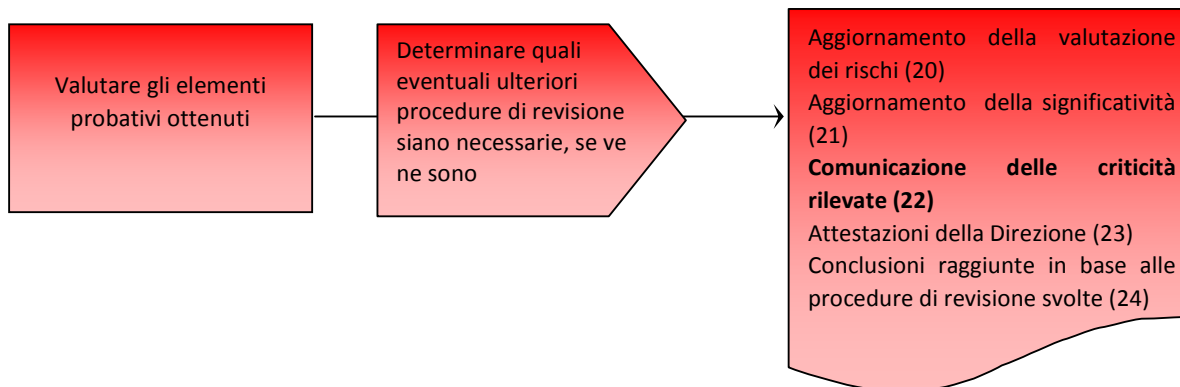 Valutare gli elementi
probativi ottenuti
Determinare quali
eventuali ulteriori
procedure di revisione
siano necessarie, se ve
ne sono
Aggiornamento della valutazione
dei rischi (20)
Aggiornamento della significatività
(21)
Comunicazione delle criticità
rilevate (22)
Attestazioni della Direzione (23)
Conclusioni raggiunte in base alle
procedure di revisione svolte (24)